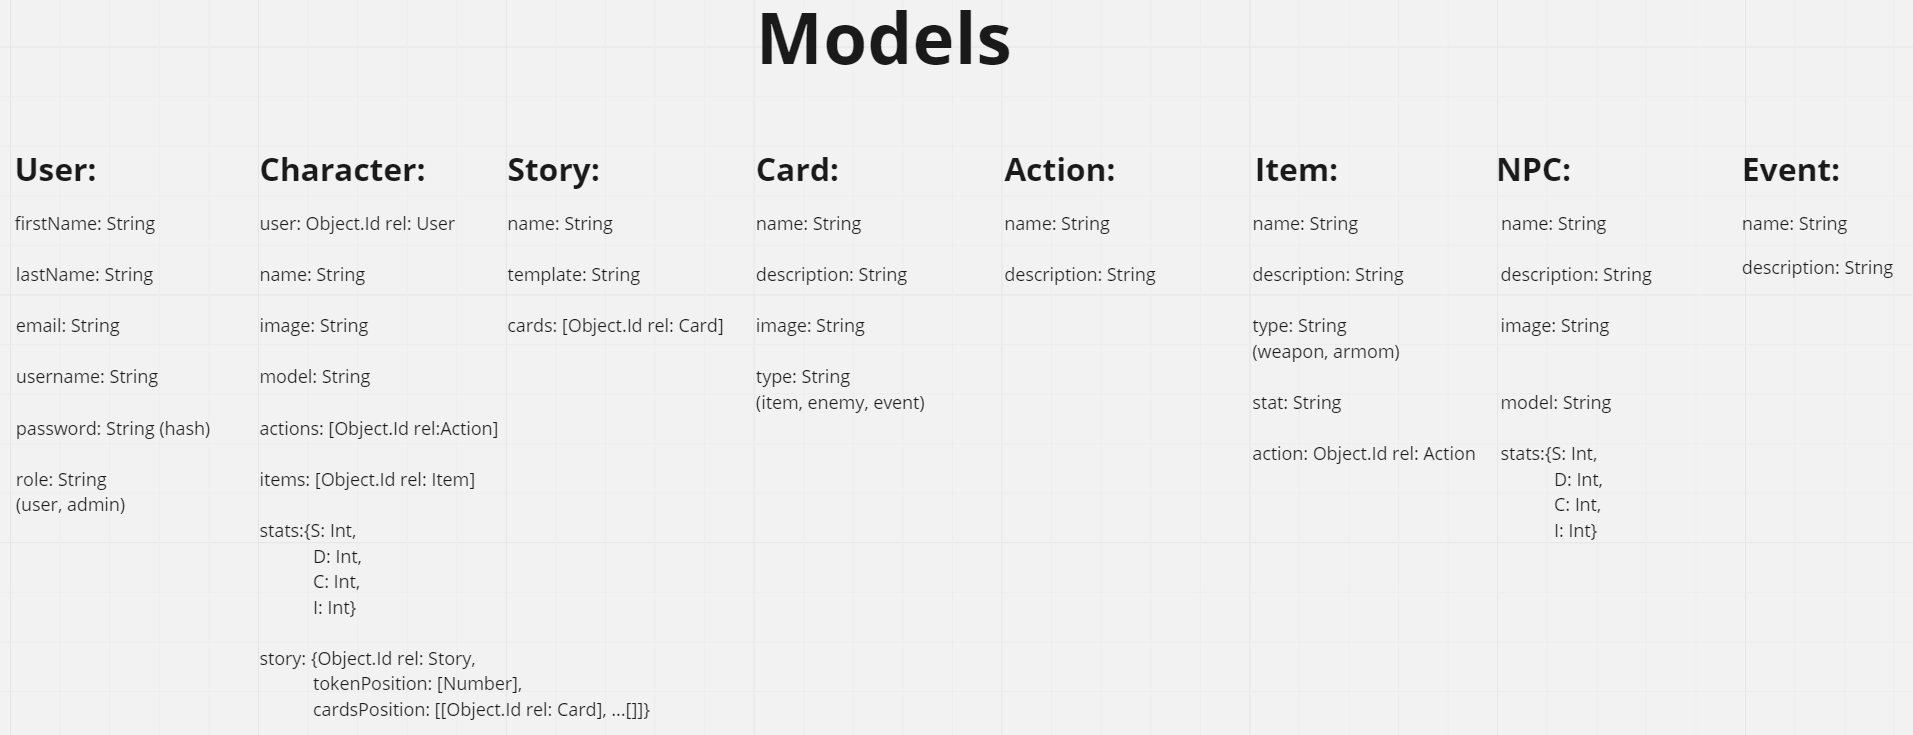 Models
User:
firstName: String
lastName: String
email: String
username: String
password: String (hash)
role: String
(user, admin)
Character:
user: Object.Id rel: User
name: String
image: String
model: String
actions: [Object.Id rel:Action]
items: [Object.Id rel: Item]
stats:{S: Int,
D: Int,
C: Int,
I: Int}
story: {Object.Id rel: Story,
tokenPosition: [Number],
cardsPosition: [[Object.Id rel: Card], ...[]]}
Story:
name: String
template: String
cards: [Object.Id rel: Card]
Card:
name: String
description: String
image: String
type: String
(item, enemy, event)
Action:
name: String
description: String
Item:
name: String
description: String
type: String
(weapon, armom)
stat: String
action: Object.Id rel: Action
NPC:
name: String
description: String
image: String
model: String
stats:{S: Int,
D: Int,
C: Int,
I: Int}
Event:
name: String
description: String